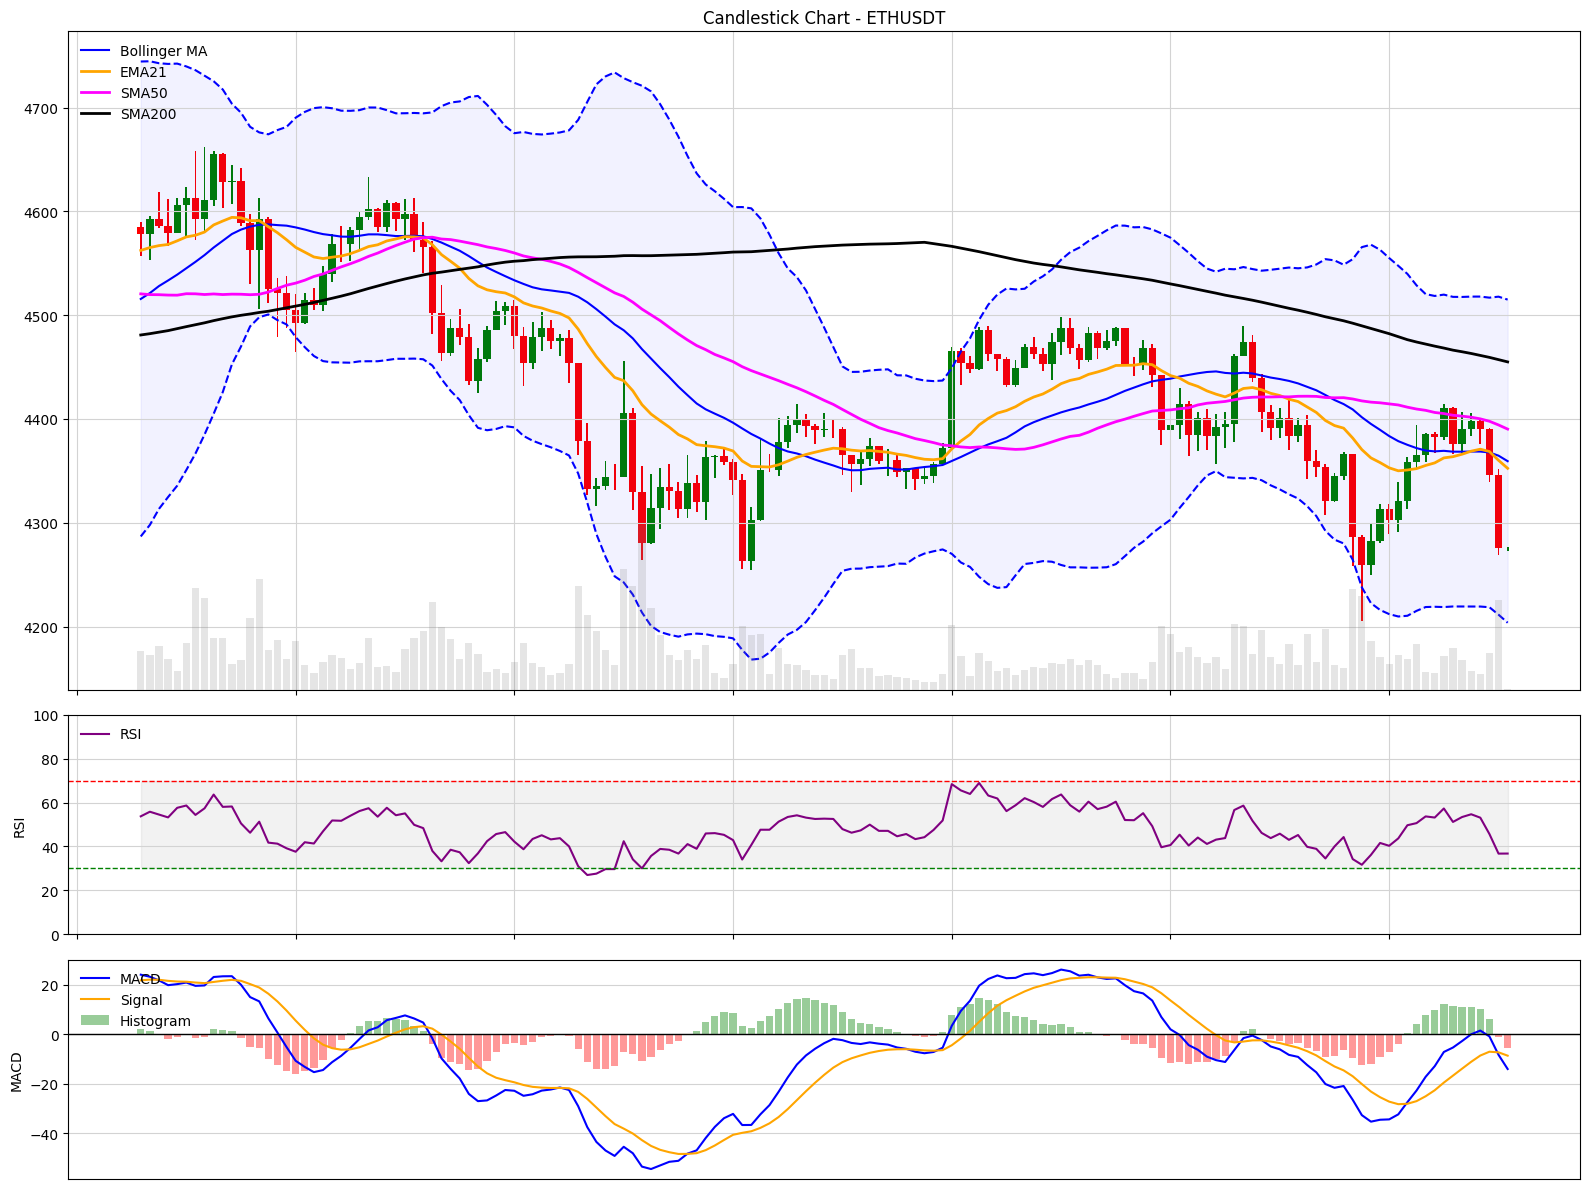 Candlestick Chart - ETHUSDT
Bollinger MA
EMA21
SMA50
SMA200
4700
4600
4500
4400
4300
4200
RSI
100
80
60
40
20
0
RSI
MACD
Signal
Histogram
20
0
−20
−40
MACD